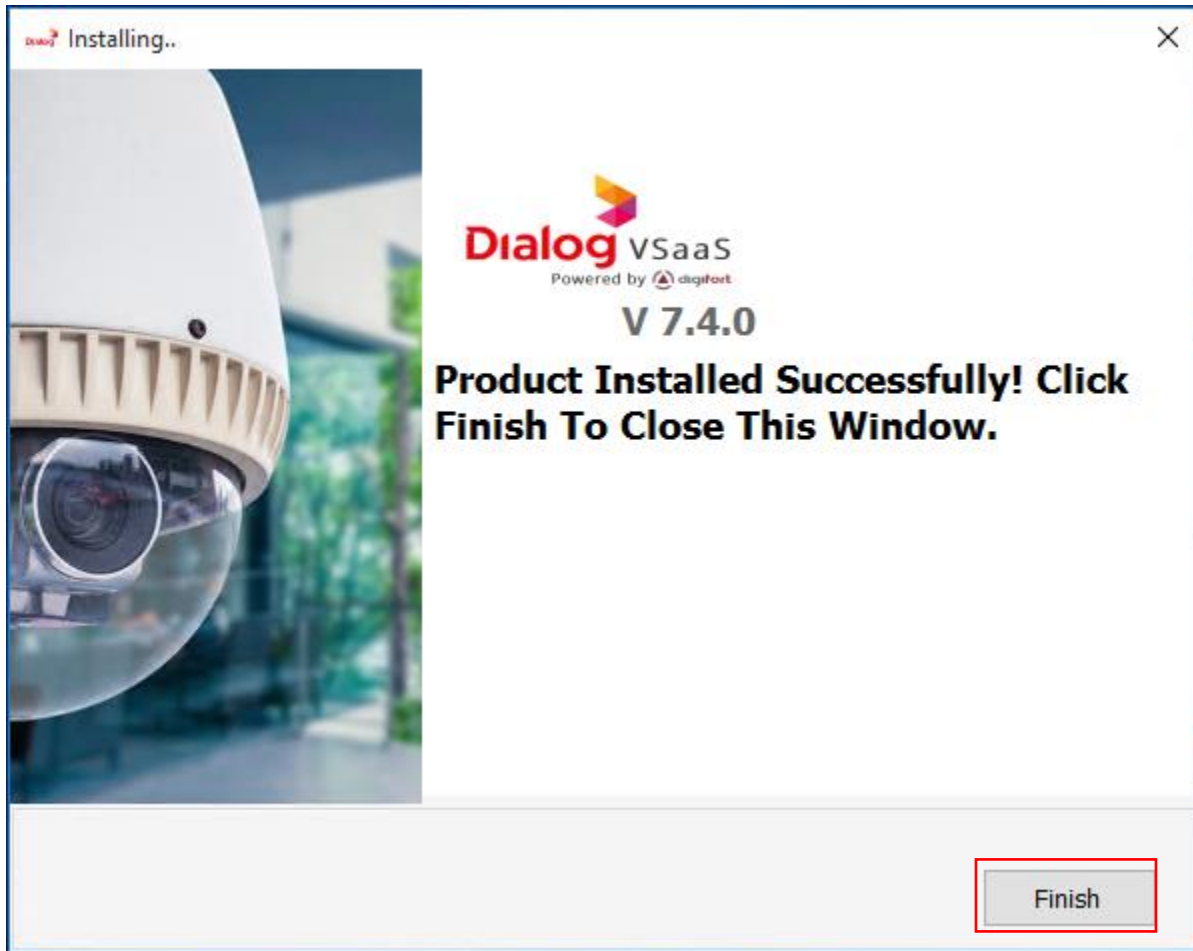 Dialog Installing..
Dialog VSaaS
Powered by digifort
V 7.4.0
Product Installed Successfully! Click
Finish To Close This Window.
Finish